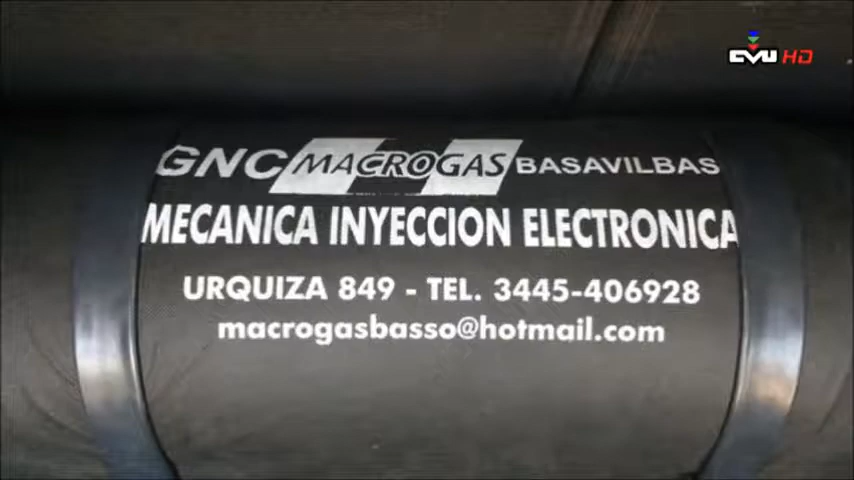 CVU HD
GNC MACROGAS BASAVILBAS
MECANICA INYECCION ELECTRONICA
URQUIZA 849 - TEL. 3445-406928
macrogasbasso@hotmail.com